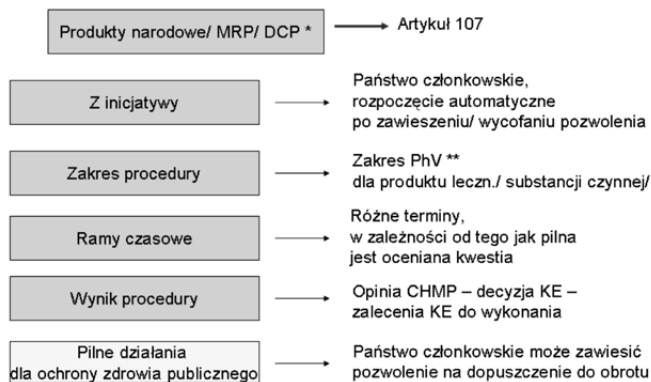 Produkty narodowe/ MRP/ DCP *
Artykuł 107
Z inicjatywy
Państwo członkowskie,
rozpoczęcie automatyczne
po zawieszeniu/ wycofaniu pozwolenia
Zakres procedury
Zakres PhV **
dla produktu leczn./ substancji czynnej/
Ramy czasowe
Różne terminy,
w zależności od tego jak pilna
jest oceniana kwestia
Wynik procedury
Opinia CHMP – decyzja KE –
zalecenia KE do wykonania
Pilne działania
dla ochrony zdrowia publicznego
Państwo członkowskie może zawiesić
pozwolenie na dopuszczenie do obrotu